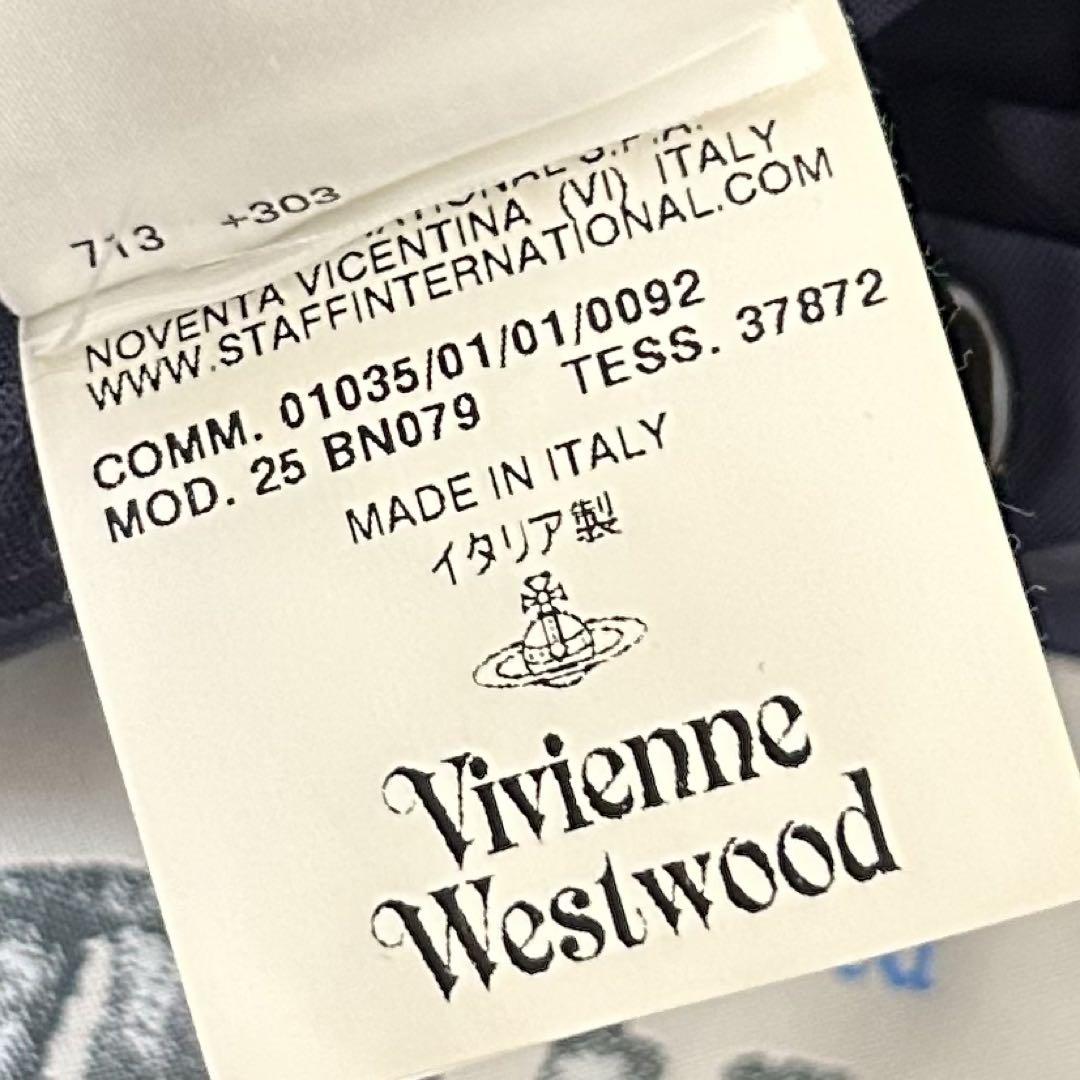 713 +303
S.P.A.
NOVENTA VICENTINA (VI) ITALY
WWW.STAFFINTERNATIONAL.COM
COMM. 01035/01/01/0092
MOD. 25 BN079 TESS. 37872
MADE IN ITALY
イタリア製
Vivienne
Westwood